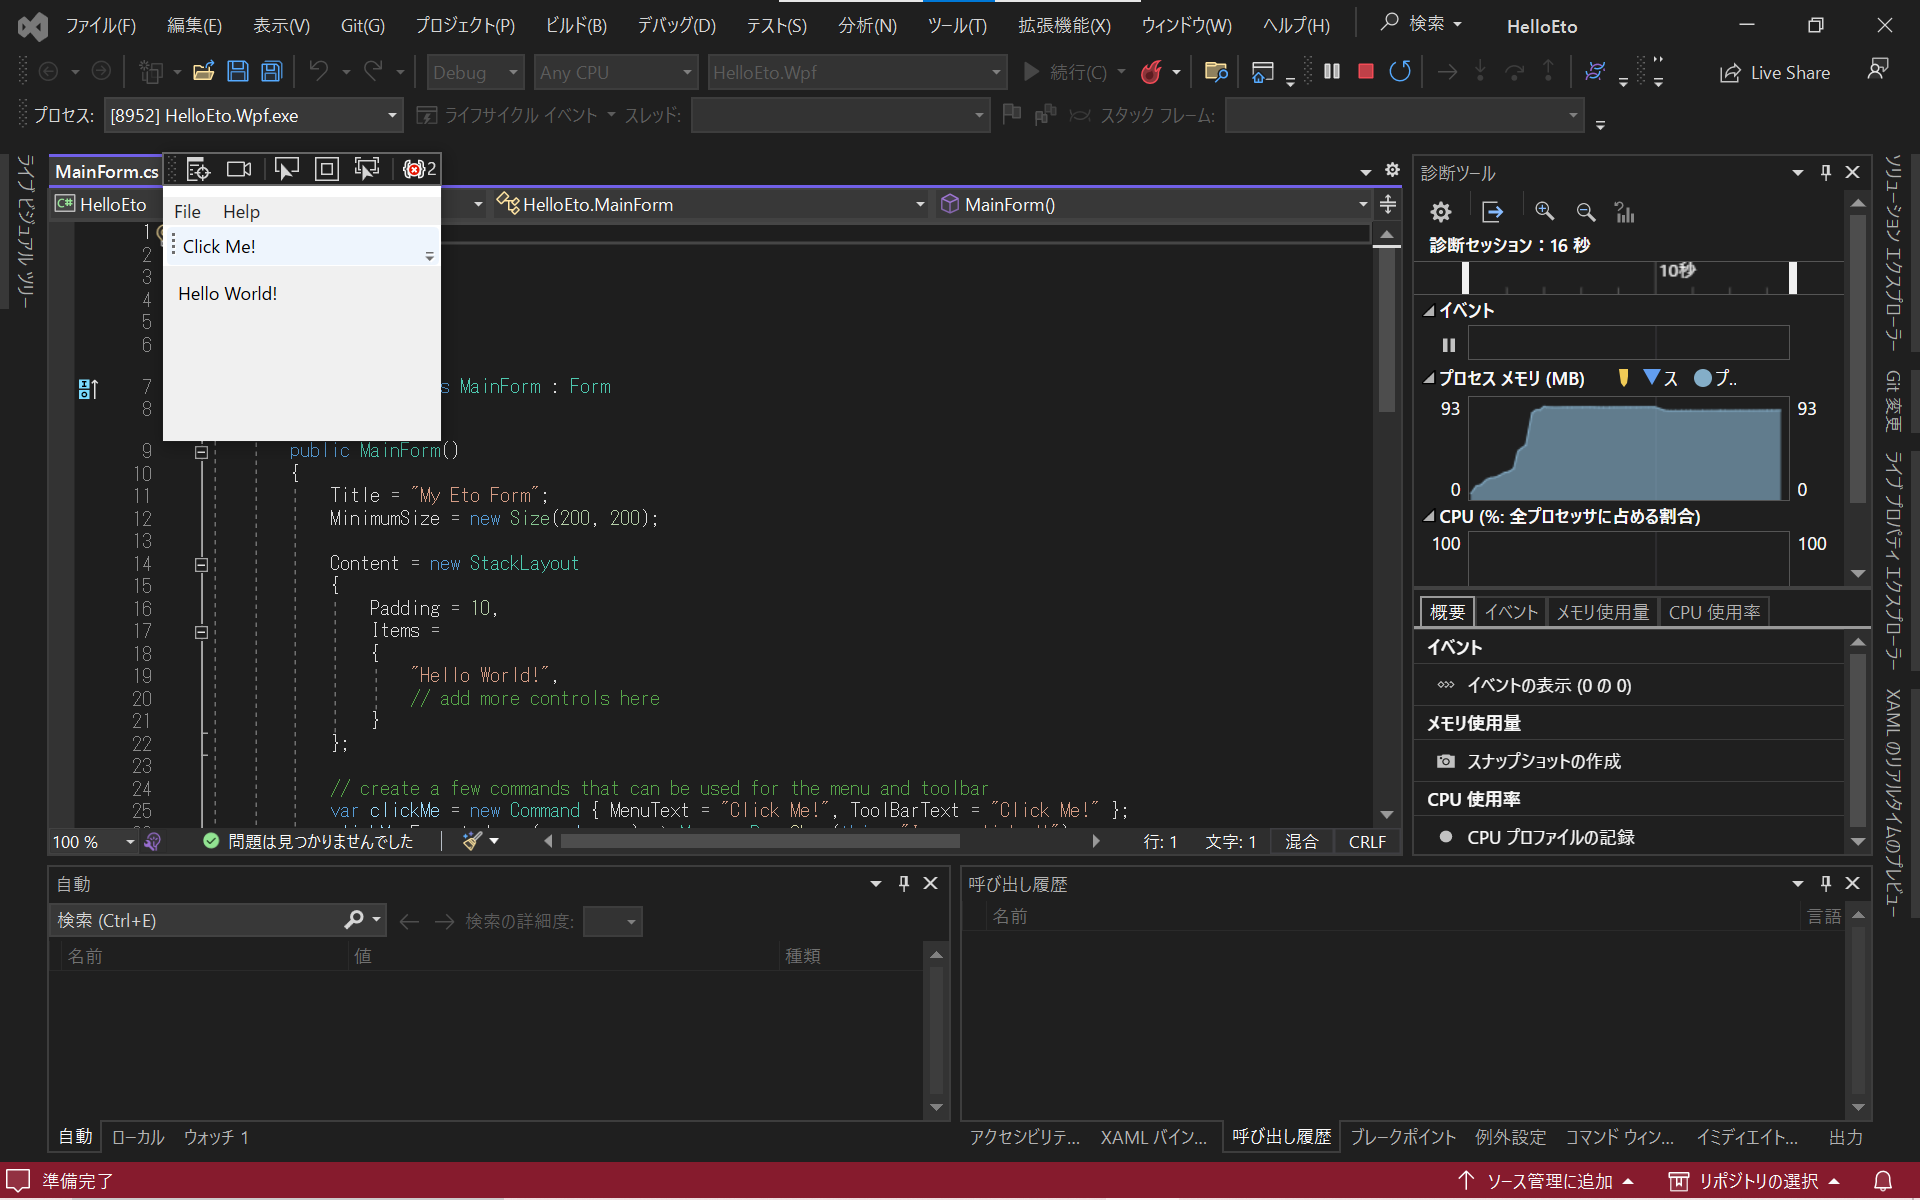 ファイル(F) 編集(E) 表示(V) Git(G) プロジェクト(P) ビルド(B) デバッグ(D) テスト(S) 分析(N) ツール(T) 拡張機能(X) ウィンドウ(W) ヘルプ(H) 検索 HelloEto
Debug Any CPU HelloEto.Wpf 続行(C) Live Share
プロセス: [8952] HelloEto.Wpf.exe ライフサイクル イベント スレッド: スタック フレーム:
ライブ ビジュアル ツリー
MainForm.cs 2
C# HelloEto HelloEto.MainForm MainForm()
File Help
Click Me!
Hello World!
1
2
3
4
5
6
7 s MainForm : Form
8
9 public MainForm()
10 {
11 Title = "My Eto Form";
12 MinimumSize = new Size(200, 200);
13
14 Content = new StackLayout
15 {
16 Padding = 10,
17 Items =
18 {
19 "Hello World!",
20 // add more controls here
21 }
22 };
23
24 // create a few commands that can be used for the menu and toolbar
25 var clickMe = new Command { MenuText = "Click Me!", ToolBarText = "Click Me!" };
100 % 問題は見つかりませんでした 行: 1 文字: 1 混合 CRLF
診断ツール
診断セッション：16 秒
10秒
イベント
プロセス メモリ (MB) ス プ..
93 93
0 0
CPU (%: 全プロセッサに占める割合)
100 100
概要 イベント メモリ使用量 CPU 使用率
イベント
イベントの表示 (0 の 0)
メモリ使用量
スナップショットの作成
CPU 使用率
CPU プロファイルの記録
ソリューション エクスプローラー
Git 変更
ライブ プロパティ エクスプローラー
XAML のリアルタイムのプレビュー
自動
検索 (Ctrl+E) 検索の詳細度:
名前 値 種類
自動 ローカル ウォッチ 1
呼び出し履歴
名前 言語
アクセシビリテ... XAML バイン... 呼び出し履歴 ブレークポイント 例外設定 コマンド ウィン... イミディエイト... 出力
準備完了 ソース管理に追加 リポジトリの選択